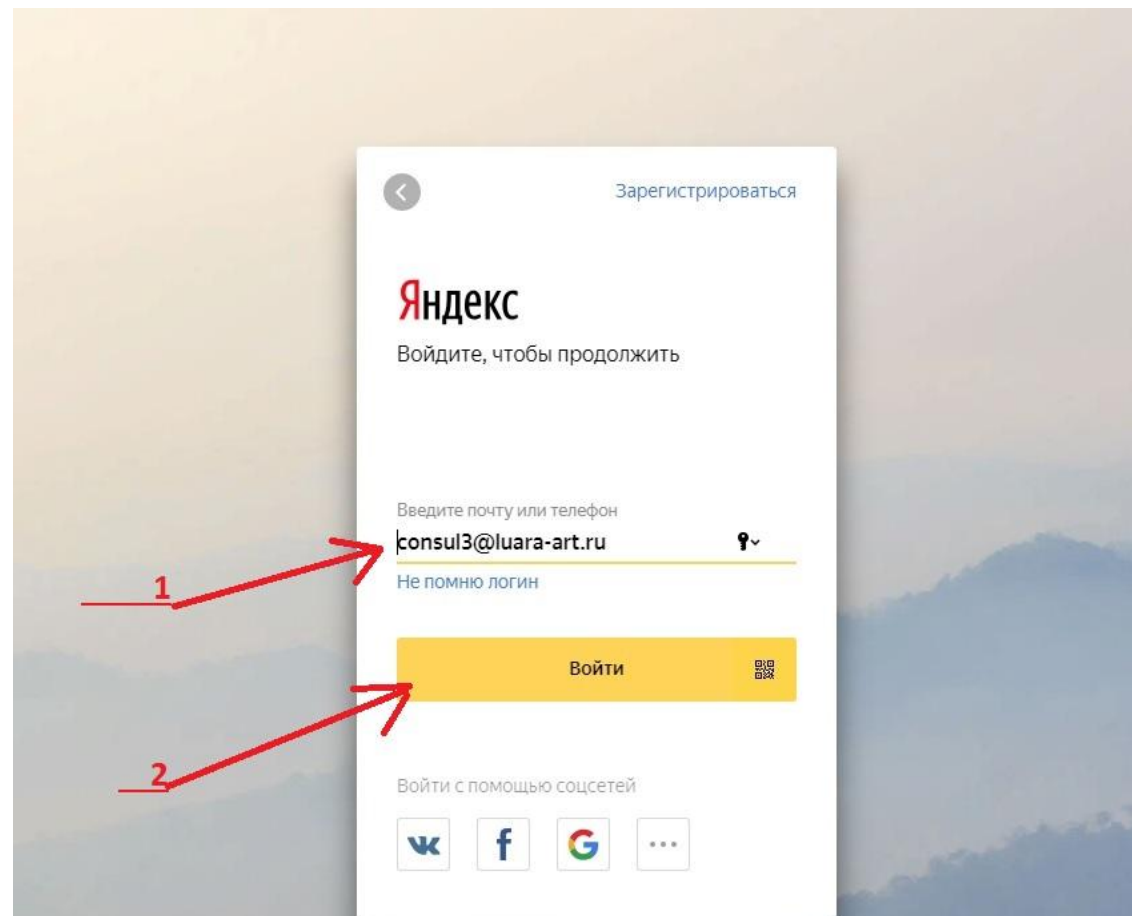 Зарегистрироваться
Яндекс
Войдите, чтобы продолжить
Введите почту или телефон
consul3@luara-art.ru
1
Не помню логин
Войти
2
Войти с помощью соцсетей